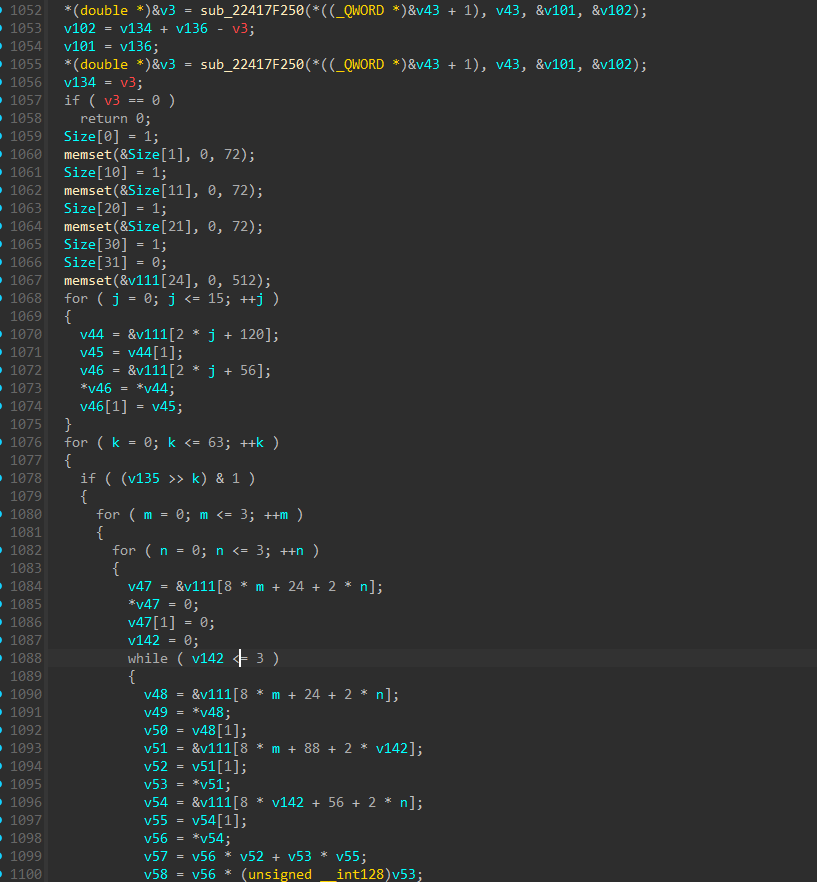 1052 *(double *)&v3 = sub_22417F250(*((_QWORD *)&v43 + 1), v43, &v101, &v102);
1053 v102 = v134 + v136 - v3;
1054 v101 = v136;
1055 *(double *)&v3 = sub_22417F250(*((_QWORD *)&v43 + 1), v43, &v101, &v102);
1056 v134 = v3;
1057 if ( v3 == 0 )
1058 return 0;
1059 Size[0] = 1;
1060 memset(&Size[1], 0, 72);
1061 Size[10] = 1;
1062 memset(&Size[11], 0, 72);
1063 Size[20] = 1;
1064 memset(&Size[21], 0, 72);
1065 Size[30] = 1;
1066 Size[31] = 0;
1067 memset(&v111[24], 0, 512);
1068 for ( j = 0; j <= 15; ++j )
1069 {
1070 v44 = &v111[2 * j + 120];
1071 v45 = v44[1];
1072 v46 = &v111[2 * j + 56];
1073 *v46 = *v44;
1074 v46[1] = v45;
1075 }
1076 for ( k = 0; k <= 63; ++k )
1077 {
1078 if ( (v135 >> k) & 1 )
1079 {
1080 for ( m = 0; m <= 3; ++m )
1081 {
1082 for ( n = 0; n <= 3; ++n )
1083 {
1084 v47 = &v111[8 * m + 24 + 2 * n];
1085 *v47 = 0;
1086 v47[1] = 0;
1087 v142 = 0;
1088 while ( v142 <= 3 )
1089 {
1090 v48 = &v111[8 * m + 24 + 2 * n];
1091 v49 = *v48;
1092 v50 = v48[1];
1093 v51 = &v111[8 * m + 88 + 2 * v142];
1094 v52 = v51[1];
1095 v53 = *v51;
1096 v54 = &v111[8 * v142 + 56 + 2 * n];
1097 v55 = v54[1];
1098 v56 = *v54;
1099 v57 = v56 * v52 + v53 * v55;
1100 v58 = v56 * (unsigned __int128)v53;